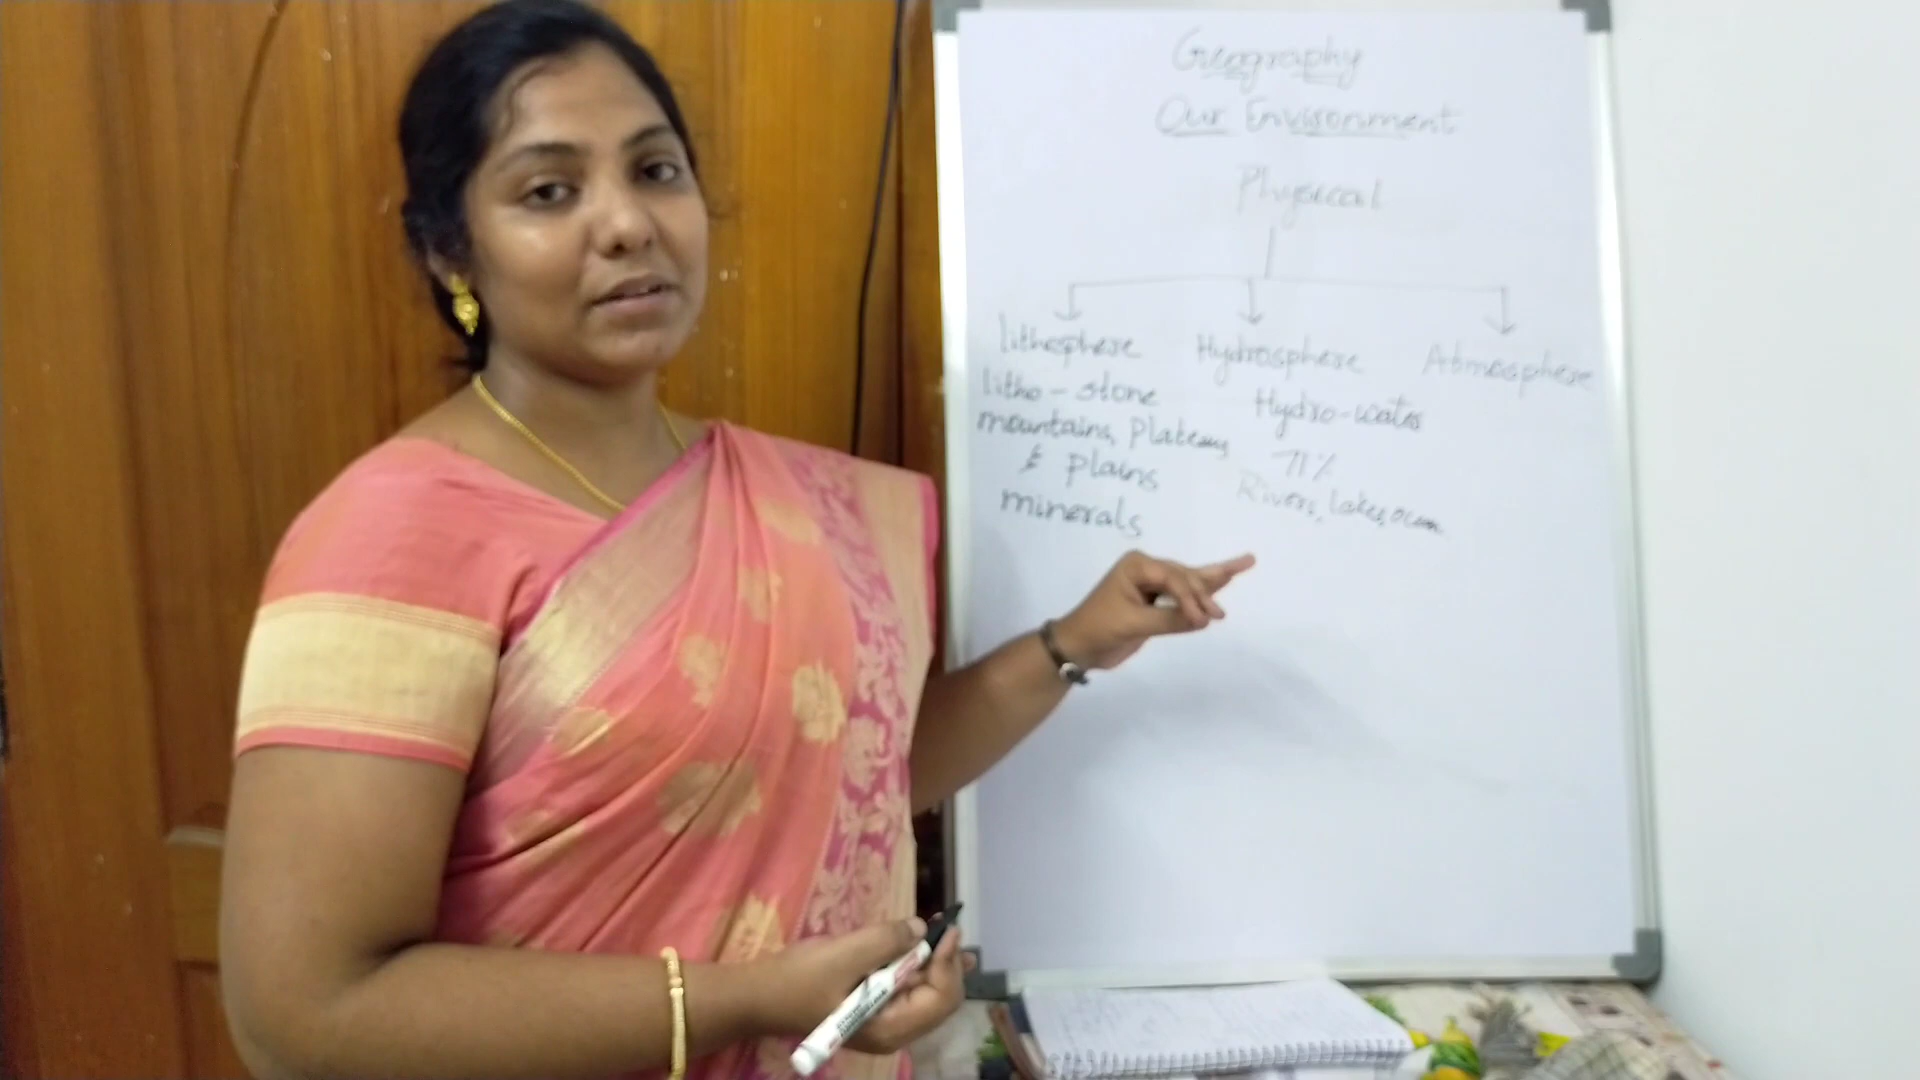 Geography
Our Environment
Physical
lithosphere Hydrosphere Atmosphere
litho - stone
mountains, plateaus
& plains
minerals
Hydro-water
71%
Rivers, lakes, ocean